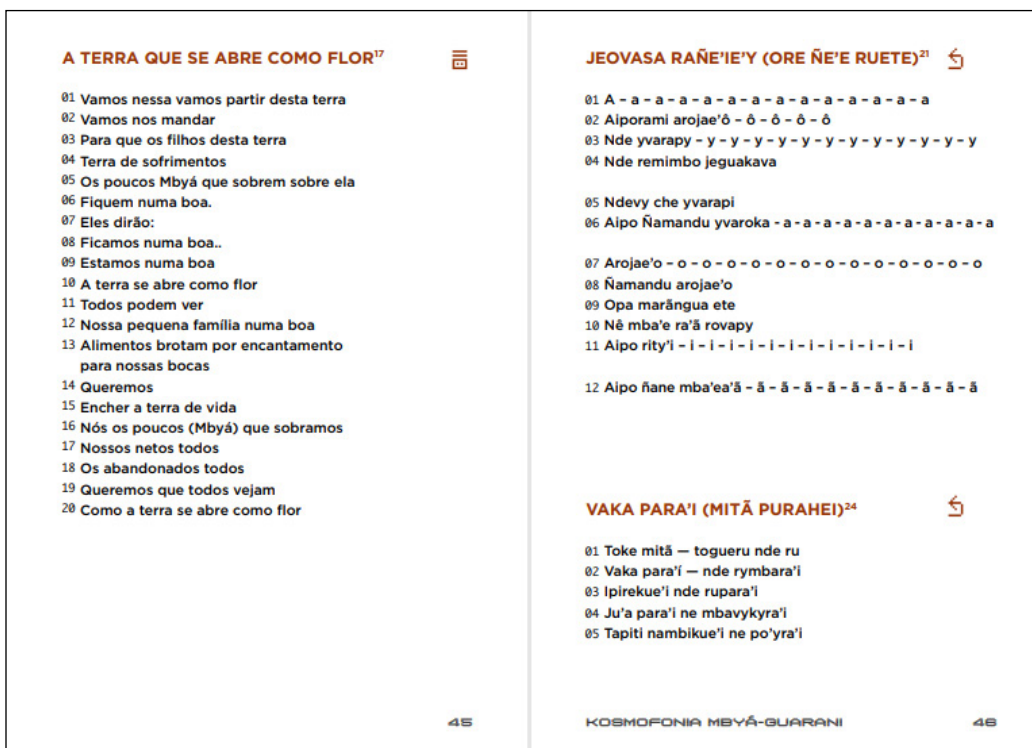 A TERRA QUE SE ABRE COMO FLOR17
01 Vamos nessa vamos partir desta terra
02 Vamos nos mandar
03 Para que os filhos desta terra
04 Terra de sofrimentos
05 Os poucos Mbyá que sobrem sobre ela
06 Fiquem numa boa.
07 Eles dirão:
08 Ficamos numa boa..
09 Estamos numa boa
10 A terra se abre como flor
11 Todos podem ver
12 Nossa pequena família numa boa
13 Alimentos brotam por encantamento
para nossas bocas
14 Queremos
15 Encher a terra de vida
16 Nós os poucos (Mbyá) que sobramos
17 Nossos netos todos
18 Os abandonados todos
19 Queremos que todos vejam
20 Como a terra se abre como flor
45
JEOVASA RAÑE'IE'Y (ORE ÑE'E RUETE)21
01 A – a – a – a – a – a – a – a – a – a – a – a – a – a
02 Aiporami arojae'ô – ô – ô – ô – ô
03 Nde yvarapy – y – y – y – y – y – y – y – y – y – y – y – y
04 Nde remimbo jeguakava
05 Ndevy che yvarapi
06 Aipo Ñamandu yvaroka - a - a - a - a - a - a - a - a - a - a - a
07 Arojae'o – o – o – o – o – o – o – o – o – o – o – o – o – o
08 Ñamandu arojae'o
09 Opa marãngua ete
10 Nê mba'e ra'ã rovapy
11 Aipo rity'i – i – i – i – i – i – i – i – i – i – i – i – i
12 Aipo ñane mba'ea'ã – ã – ã – ã – ã – ã – ã – ã – ã – ã – ã
VAKA PARA'I (MITÃ PURAHEI)24
01 Toke mitã — togueru nde ru
02 Vaka para'í — nde rymbara'i
03 Ipirekue'i nde rupara'i
04 Ju'a para'i ne mbavykyra'i
05 Tapiti nambikue'i ne po'yra'i
KOSMOFONIA MBYÁ-GUARANI 46